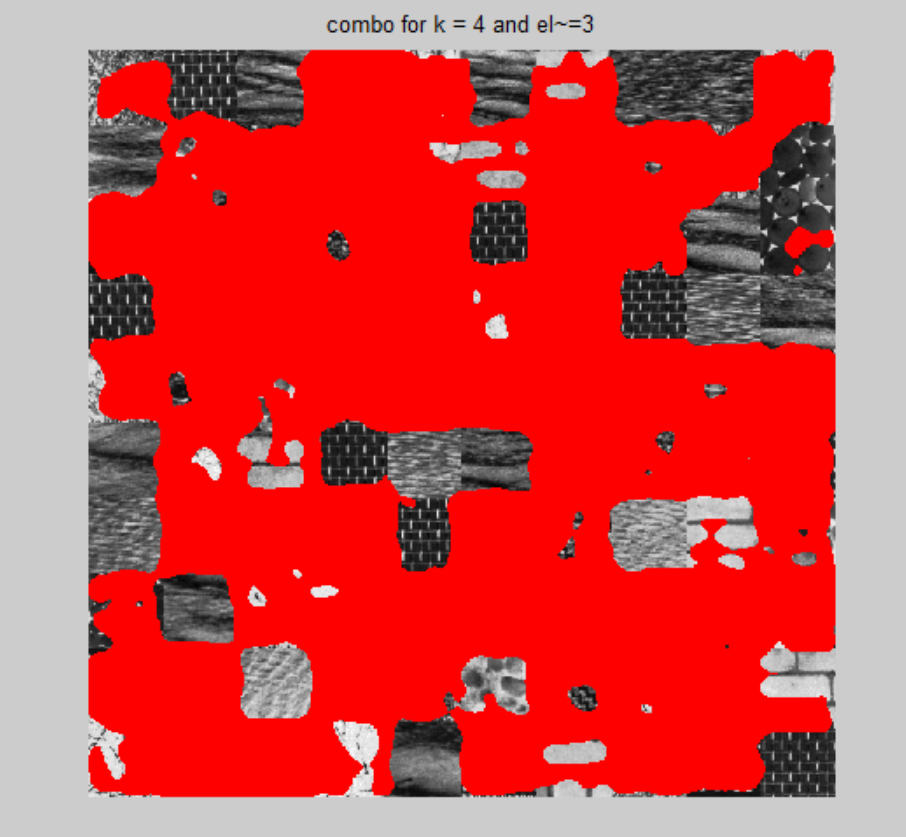 combo for k = 4 and el~=3